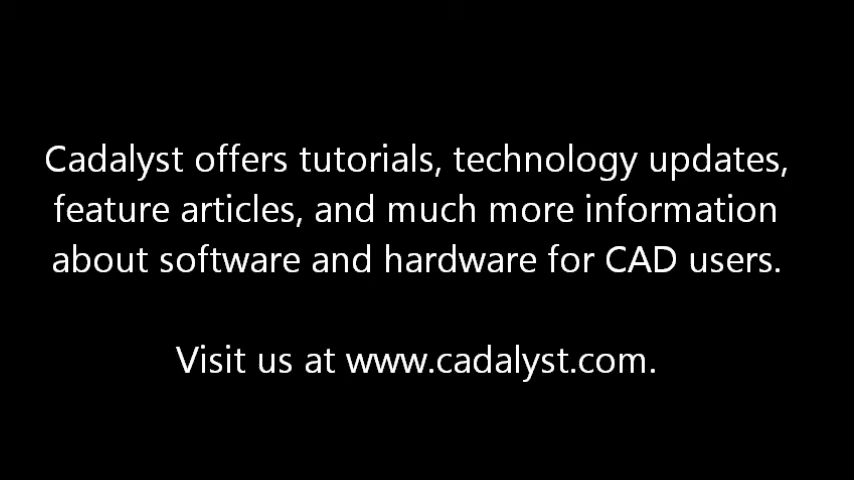 Cadalyst offers tutorials, technology updates,
feature articles, and much more information
about software and hardware for CAD users.
Visit us at www.cadalyst.com.